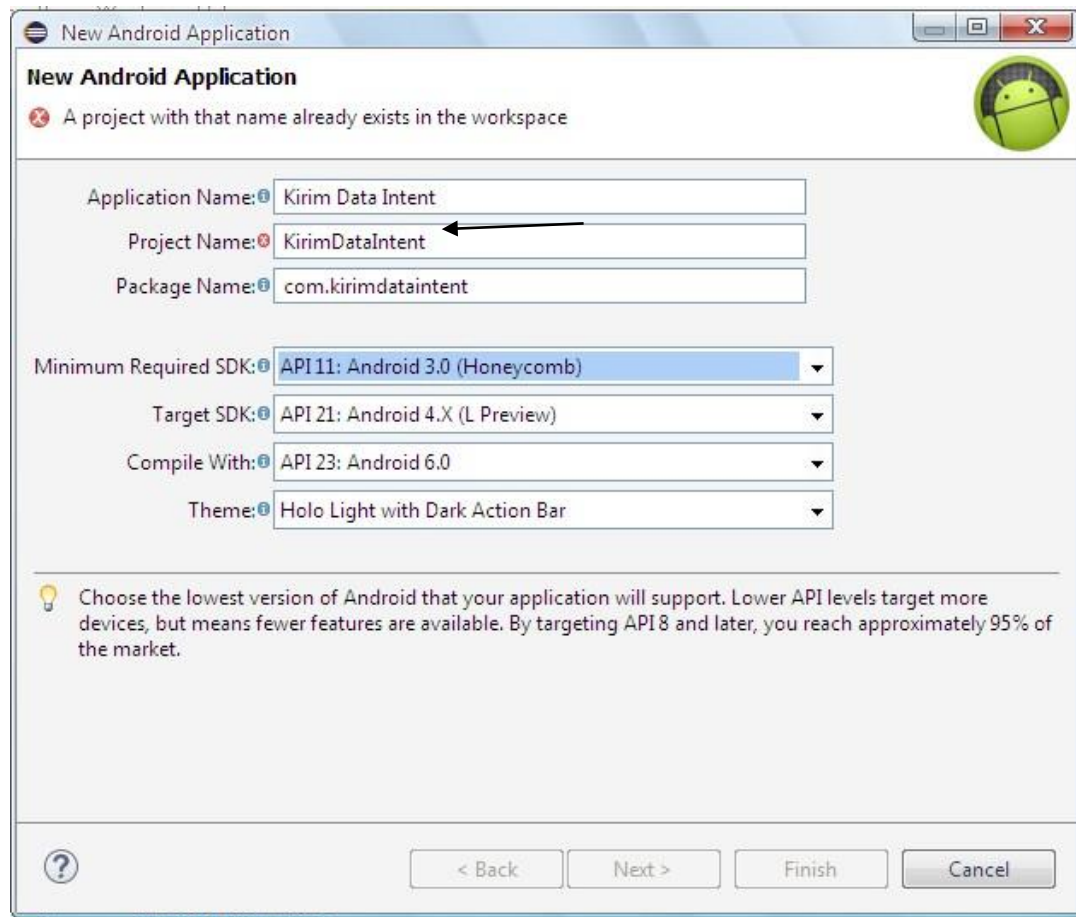 New Android Application
New Android Application
A project with that name already exists in the workspace
Application Name: Kirim Data Intent
Project Name: KirimDataIntent
Package Name: com.kirimdataintent
Minimum Required SDK: API 11: Android 3.0 (Honeycomb)
Target SDK: API 21: Android 4.X (L Preview)
Compile With: API 23: Android 6.0
Theme: Holo Light with Dark Action Bar
Choose the lowest version of Android that your application will support. Lower API levels target more
devices, but means fewer features are available. By targeting API 8 and later, you reach approximately 95% of
the market.
< Back Next > Finish Cancel